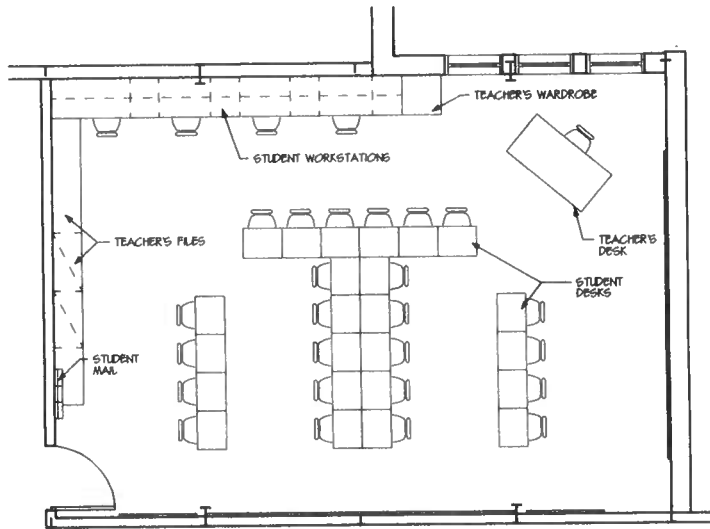 TEACHER'S WARDROBE
STUDENT WORKSTATIONS
TEACHER'S FILES
TEACHER'S
DESK
STUDENT
DESKS
STUDENT
MAIL